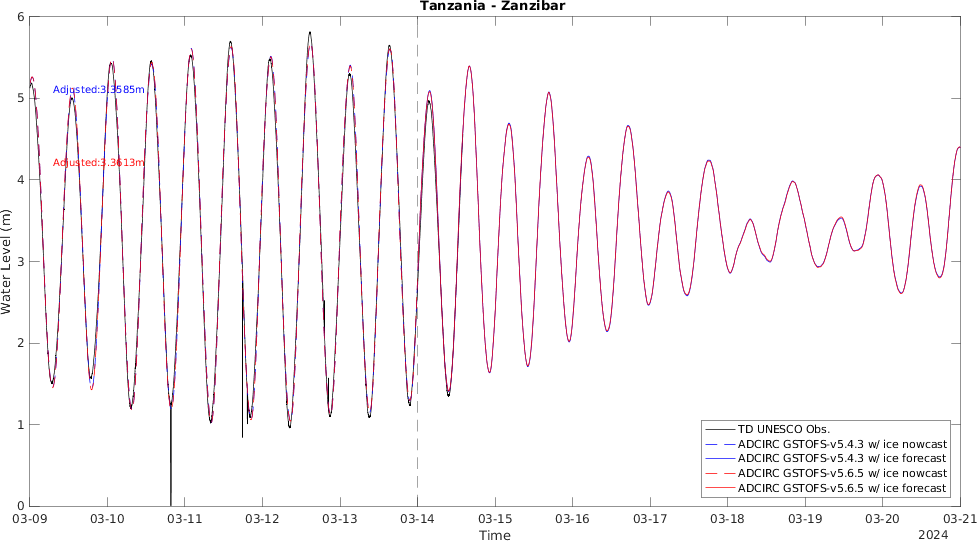 Tanzania - Zanzibar
6
5
4
3
2
1
0
Water Level (m)
Adjusted:3.3585m
Adjusted:3.3613m
TD UNESCO Obs.
ADCIRC GSTOFS-v5.4.3 w/ ice nowcast
ADCIRC GSTOFS-v5.4.3 w/ ice forecast
ADCIRC GSTOFS-v5.6.5 w/ ice nowcast
ADCIRC GSTOFS-v5.6.5 w/ ice forecast
03-09 03-10 03-11 03-12 03-13 03-14 03-15 03-16 03-17 03-18 03-19 03-20 03-21
Time
2024